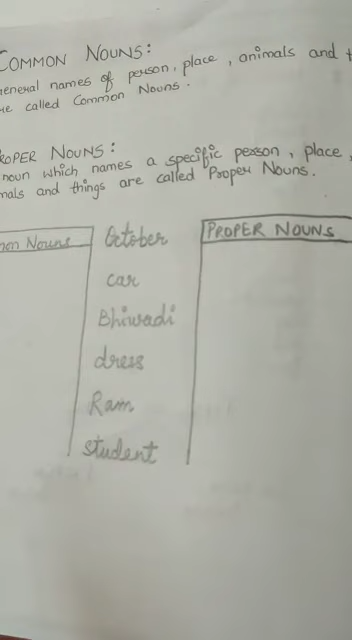 COMMON NOUNS:
general names of person, place, animals and
are called Common Nouns.
PROPER NOUNS:
noun which names a specific person, place,
animals and things are called Proper Nouns.
Common Nouns
PROPER NOUNS
October
car
Bhiwadi
dress
Ram
student